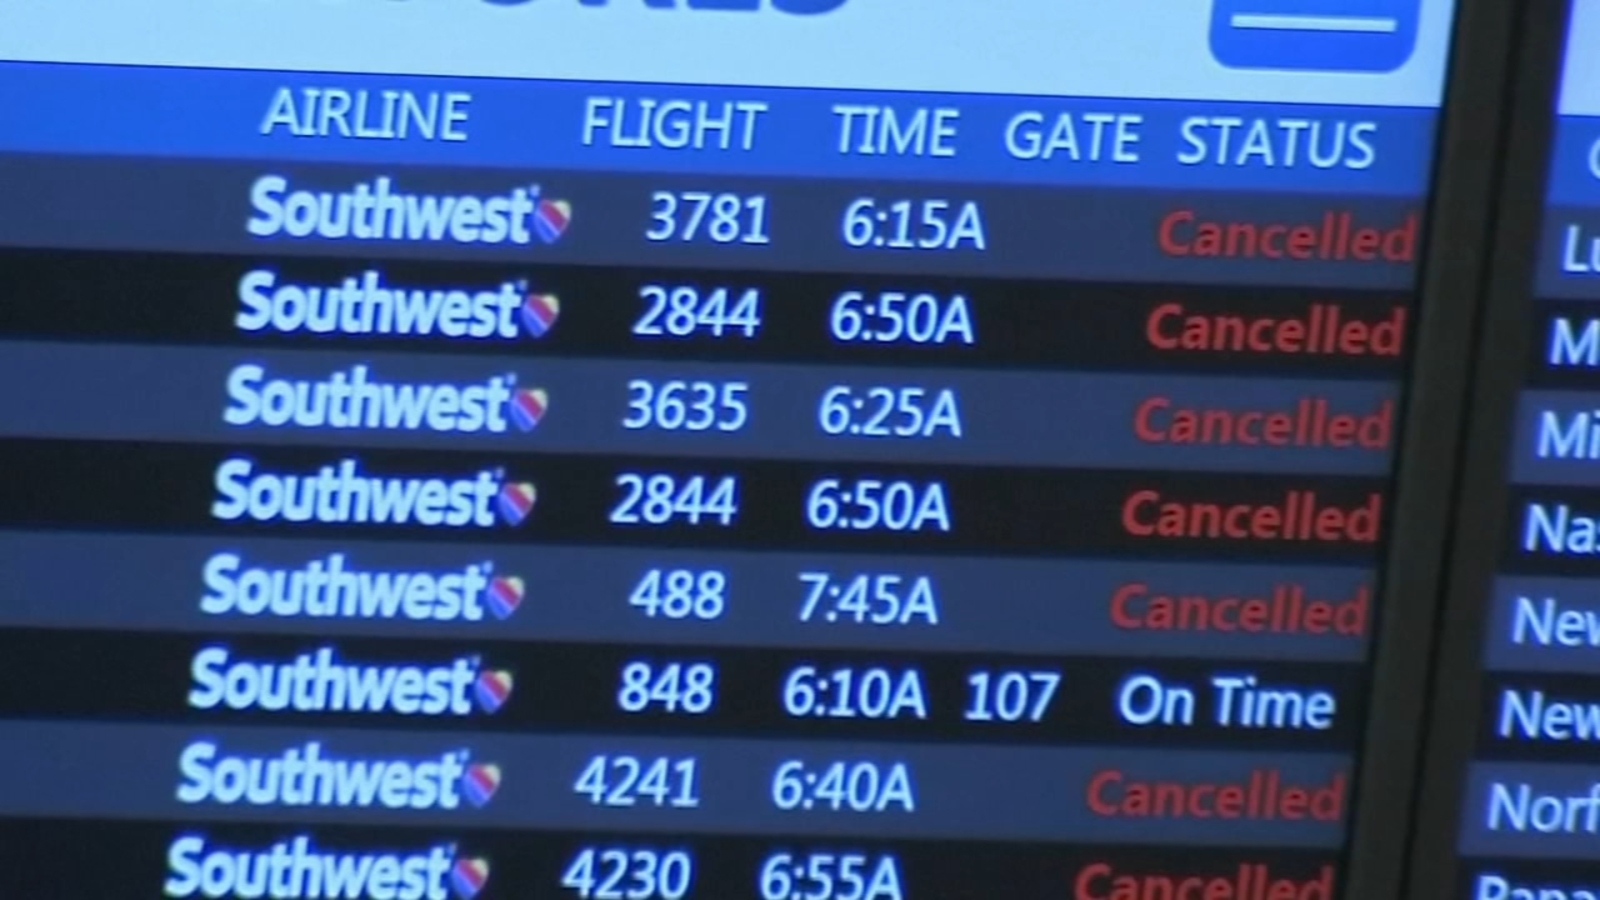 AIRLINE FLIGHT TIME GATE STATUS
Southwest 3781 6:15A Cancelled
Southwest 2844 6:50A Cancelled
Southwest 3635 6:25A Cancelled
Southwest 2844 6:50A Cancelled
Southwest 488 7:45A Cancelled
Southwest 848 6:10A 107 On Time
Southwest 4241 6:40A Cancelled
Southwest 4230 6:55A Cancelled